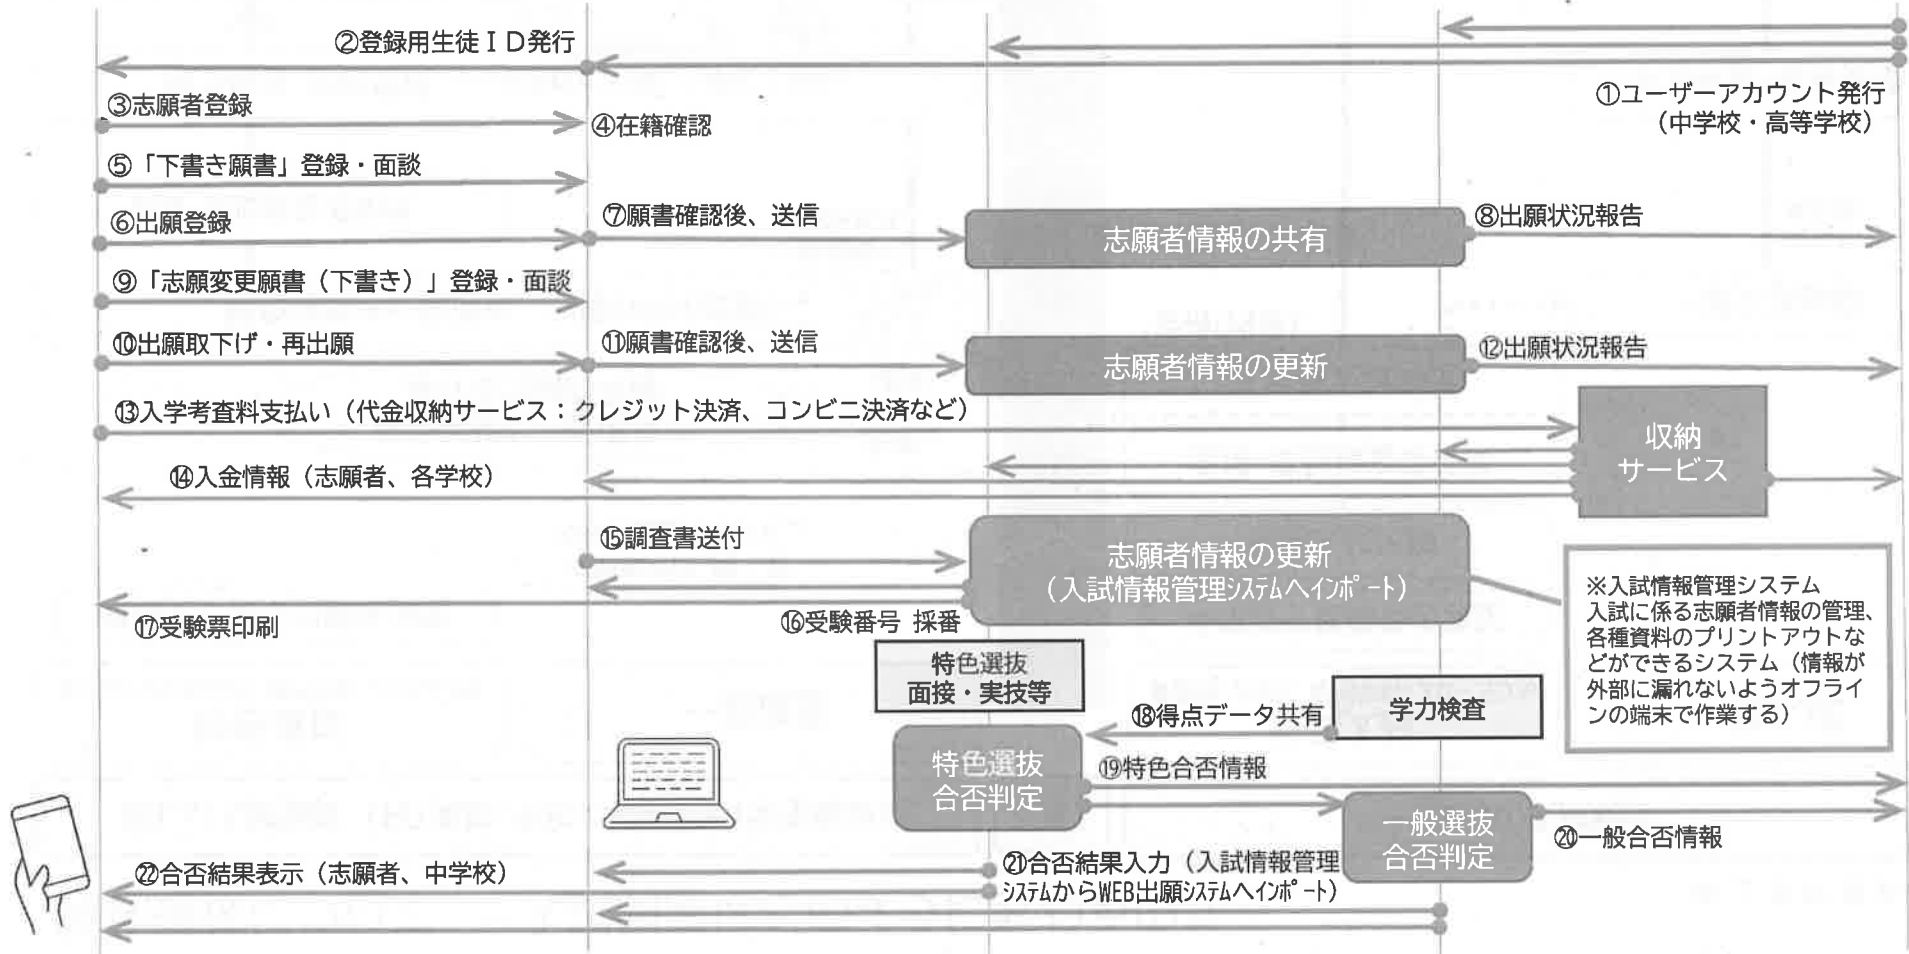 ②登録用生徒ＩＤ発行
①ユーザーアカウント発行
（中学校・高等学校）
③志願者登録
④在籍確認
⑤「下書き願書」登録・面談
⑥出願登録
⑦願書確認後、送信
志願者情報の共有
⑧出願状況報告
⑨「志願変更願書（下書き）」登録・面談
⑩出願取下げ・再出願
⑪願書確認後、送信
志願者情報の更新
⑫出願状況報告
⑬入学考査料支払い（代金収納サービス：クレジット決済、コンビニ決済など）
収納
サービス
⑭入金情報（志願者、各学校）
⑮調査書送付
志願者情報の更新
（入試情報管理ｼｽﾃﾑへｲﾝﾎﾟｰﾄ）
※入試情報管理システム
入試に係る志願者情報の管理、
各種資料のプリントアウトな
どができるシステム（情報が
外部に漏れないようオフライ
ンの端末で作業する）
⑯受験番号 採番
⑰受験票印刷
特色選抜
面接・実技等
学力検査
⑱得点データ共有
特色選抜
合否判定
⑲特色合否情報
一般選抜
合否判定
⑳一般合否情報
㉑合否結果入力（入試情報管理
ｼｽﾃﾑからWEB出願ｼｽﾃﾑへｲﾝﾎﾟｰﾄ）
㉒合否結果表示（志願者、中学校）